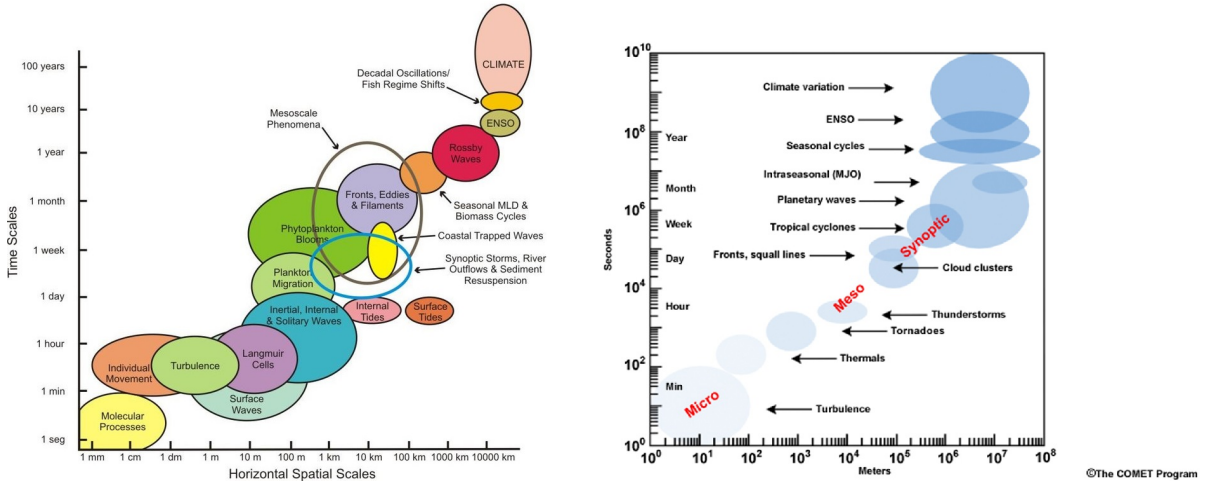 100 years
10 years
1 year
1 month
1 week
1 day
1 hour
1 min
1 seg
Time Scales
1 mm
1 cm
1 dm
1 m
10 m
100 m
1 km
10 km
100 km
1000 km
10000 km
Horizontal Spatial Scales
CLIMATE
Decadal Oscillations/
Fish Regime Shifts
ENSO
Mesoscale
Phenomena
Rossby
Waves
Fronts, Eddies
& Filaments
Seasonal MLD &
Biomass Cycles
Phytoplankton
Blooms
Coastal Trapped Waves
Synoptic Storms, River
Outflows & Sediment
Resuspension
Plankton
Migration
Inertial, Internal
& Solitary Waves
Internal
Tides
Surface
Tides
Individual
Movement
Turbulence
Langmuir
Cells
Surface
Waves
Molecular
Processes
10^10
10^8
10^6
10^4
10^2
10^0
Seconds
Year
Month
Week
Day
Hour
Min
Climate variation
ENSO
Seasonal cycles
Intraseasonal (MJO)
Planetary waves
Tropical cyclones
Synoptic
Fronts, squall lines
Cloud clusters
Meso
Thunderstorms
Tornadoes
Thermals
Micro
Turbulence
10^0
10^1
10^2
10^3
10^4
10^5
10^6
10^7
10^8
Meters
©The COMET Program